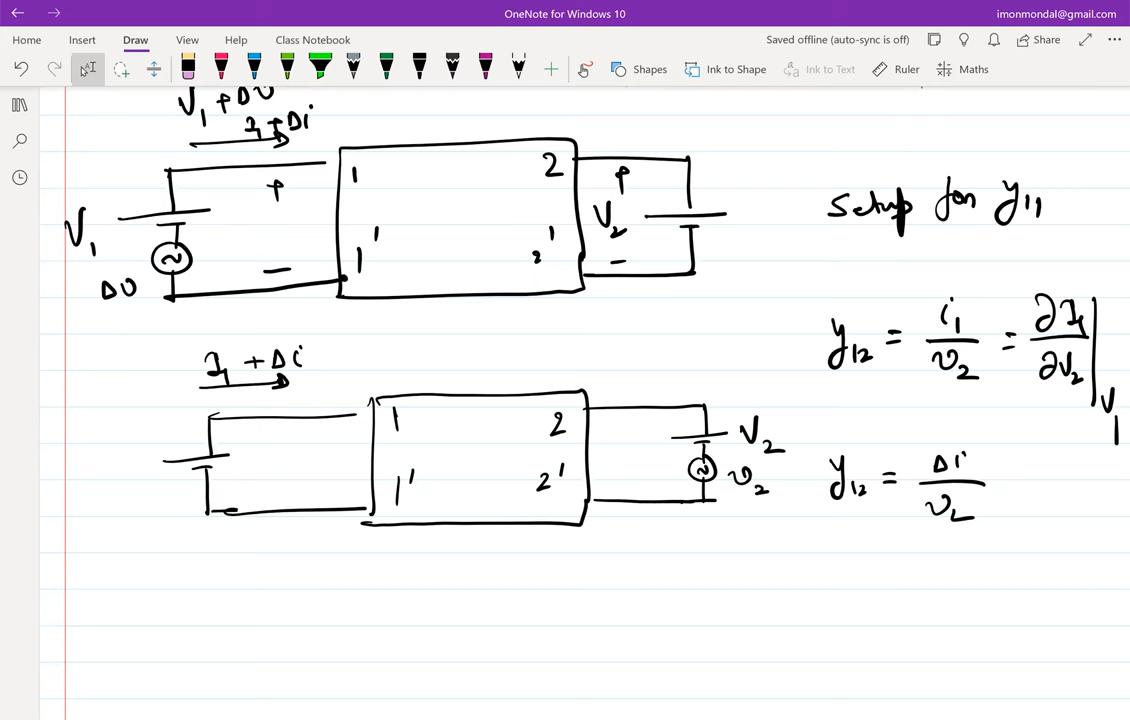 OneNote for Windows 10
imonmondal@gmail.com
Home Insert Draw View Help Class Notebook
Saved offline (auto-sync is off) Share
Shapes Ink to Shape Ink to Text Ruler Maths
V₁ + Δv
I₁ + Δi
1 2
+ +
V₁ V₂
1' 2'
− −
Δv
Setup for y₁₁
y₁₂ = i₁/v₂ = ∂I₁/∂V₂ |V₁
I₁ + Δi
1 2
V₂
1' 2'
v₂
y₁₂ = Δi/v₂